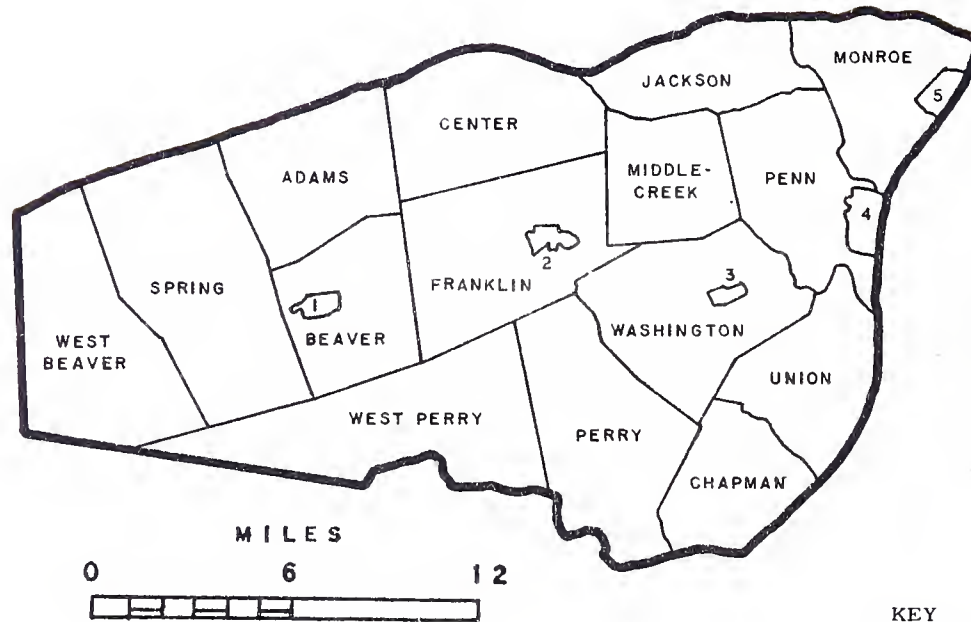 MONROE
JACKSON
5
CENTER
MIDDLE-
CREEK
PENN
ADAMS
4
2
SPRING
FRANKLIN
3
1
WASHINGTON
BEAVER
WEST
BEAVER
UNION
WEST PERRY
PERRY
CHAPMAN
MILES
0 6 12
KEY